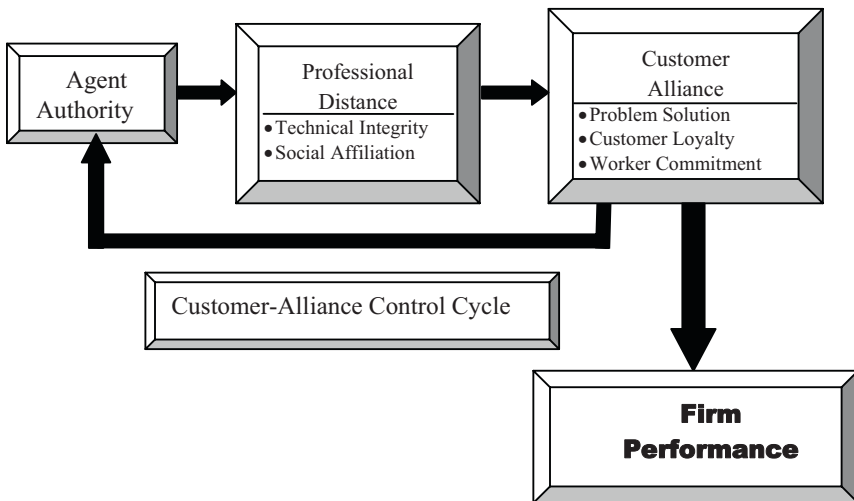 Agent
Authority
Professional
Distance
•Technical Integrity
•Social Affiliation
Customer
Alliance
•Problem Solution
•Customer Loyalty
•Worker Commitment
Customer-Alliance Control Cycle
Firm
Performance